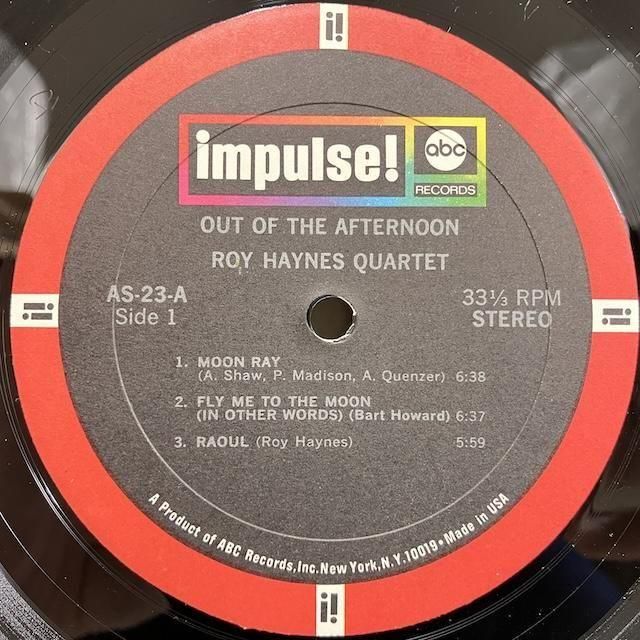 i!
impulse!
abc
RECORDS
OUT OF THE AFTERNOON
ROY HAYNES QUARTET
AS-23-A
Side 1
33⅓ RPM
STEREO
i!
i!
1. MOON RAY
(A. Shaw, P. Madison, A. Quenzer) 6:38
2. FLY ME TO THE MOON
(IN OTHER WORDS) (Bart Howard) 6:37
3. RAOUL (Roy Haynes) 5:59
A Product of ABC Records, Inc. New York, N.Y. 10019 • Made in USA
i!